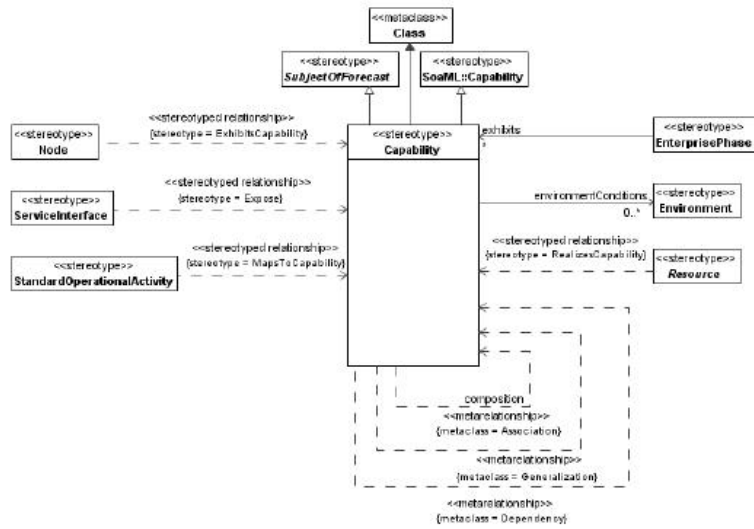 <<metaclass>>
Class
<<stereotype>>
SubjectOfForecast
<<stereotype>>
SoaML::Capability
<<stereotype>>
Node
<<stereotyped relationship>>
{stereotype = ExhibitsCapability}
<<stereotype>>
Capability
exhibits
*
<<stereotype>>
EnterprisePhase
<<stereotype>>
ServiceInterface
<<stereotyped relationship>>
{stereotype = Expose}
environmentConditions
0..*
<<stereotype>>
Environment
<<stereotype>>
StandardOperationalActivity
<<stereotyped relationship>>
{stereotype = MapsToCapability}
<<stereotyped relationship>>
{stereotype = RealizesCapability}
<<stereotype>>
Resource
composition
<<metarelationship>>
{metaclass = Association}
<<metarelationship>>
{metaclass = Generalization}
<<metarelationship>>
{metaclass = Dependency}